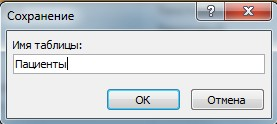 Сохранение
Имя таблицы:
Пациенты
ОК
Отмена